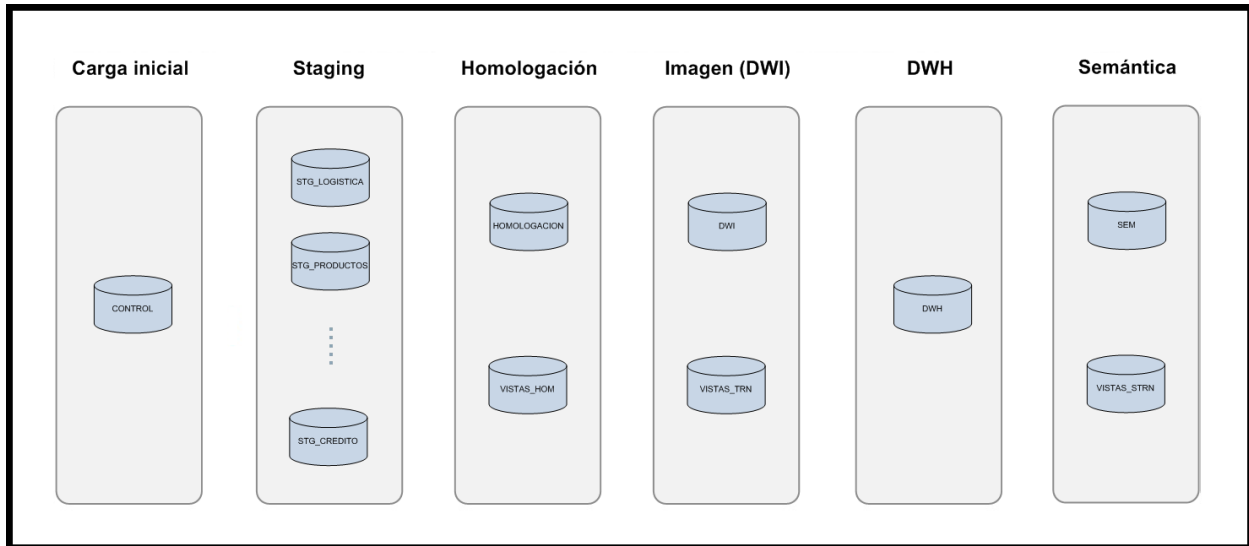 Carga inicial
Staging
Homologación
Imagen (DWI)
DWH
Semántica
CONTROL
STG_LOGISTICA
STG_PRODUCTOS
STG_CREDITO
HOMOLOGACION
VISTAS_HOM
DWI
VISTAS_TRN
DWH
SEM
VISTAS_STRN